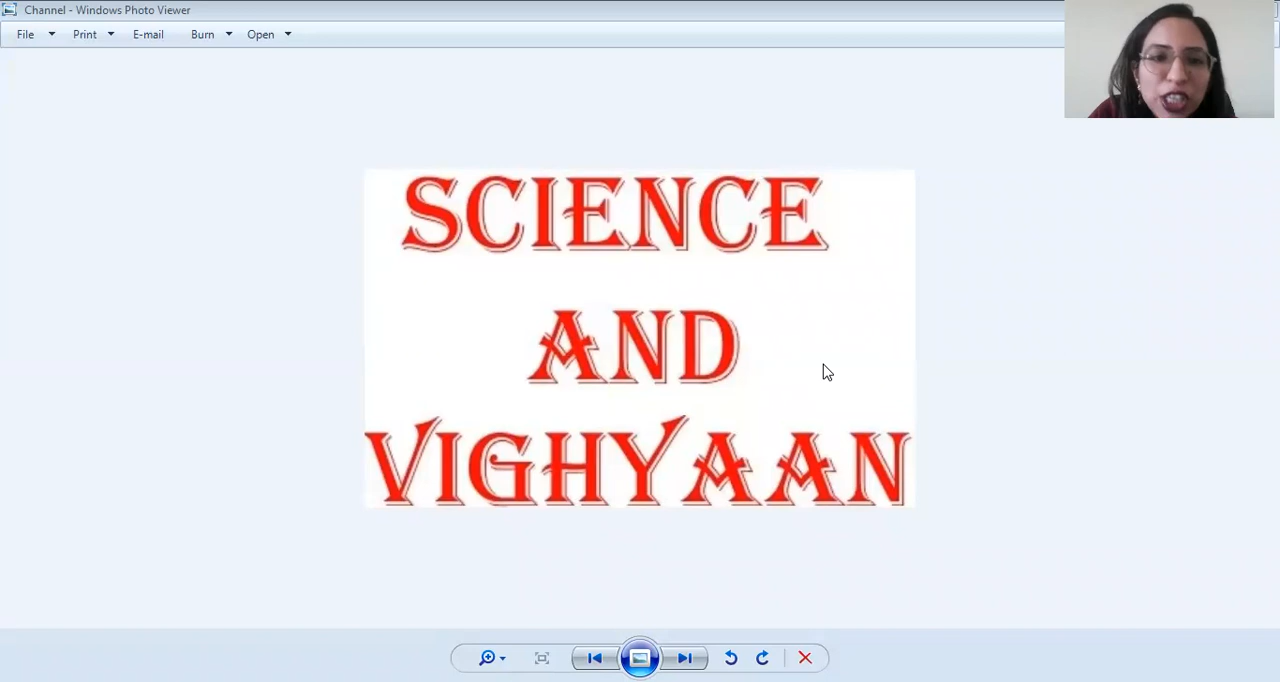 Channel - Windows Photo Viewer
File Print E-mail Burn Open
SCIENCE
AND
VIGHYAAN